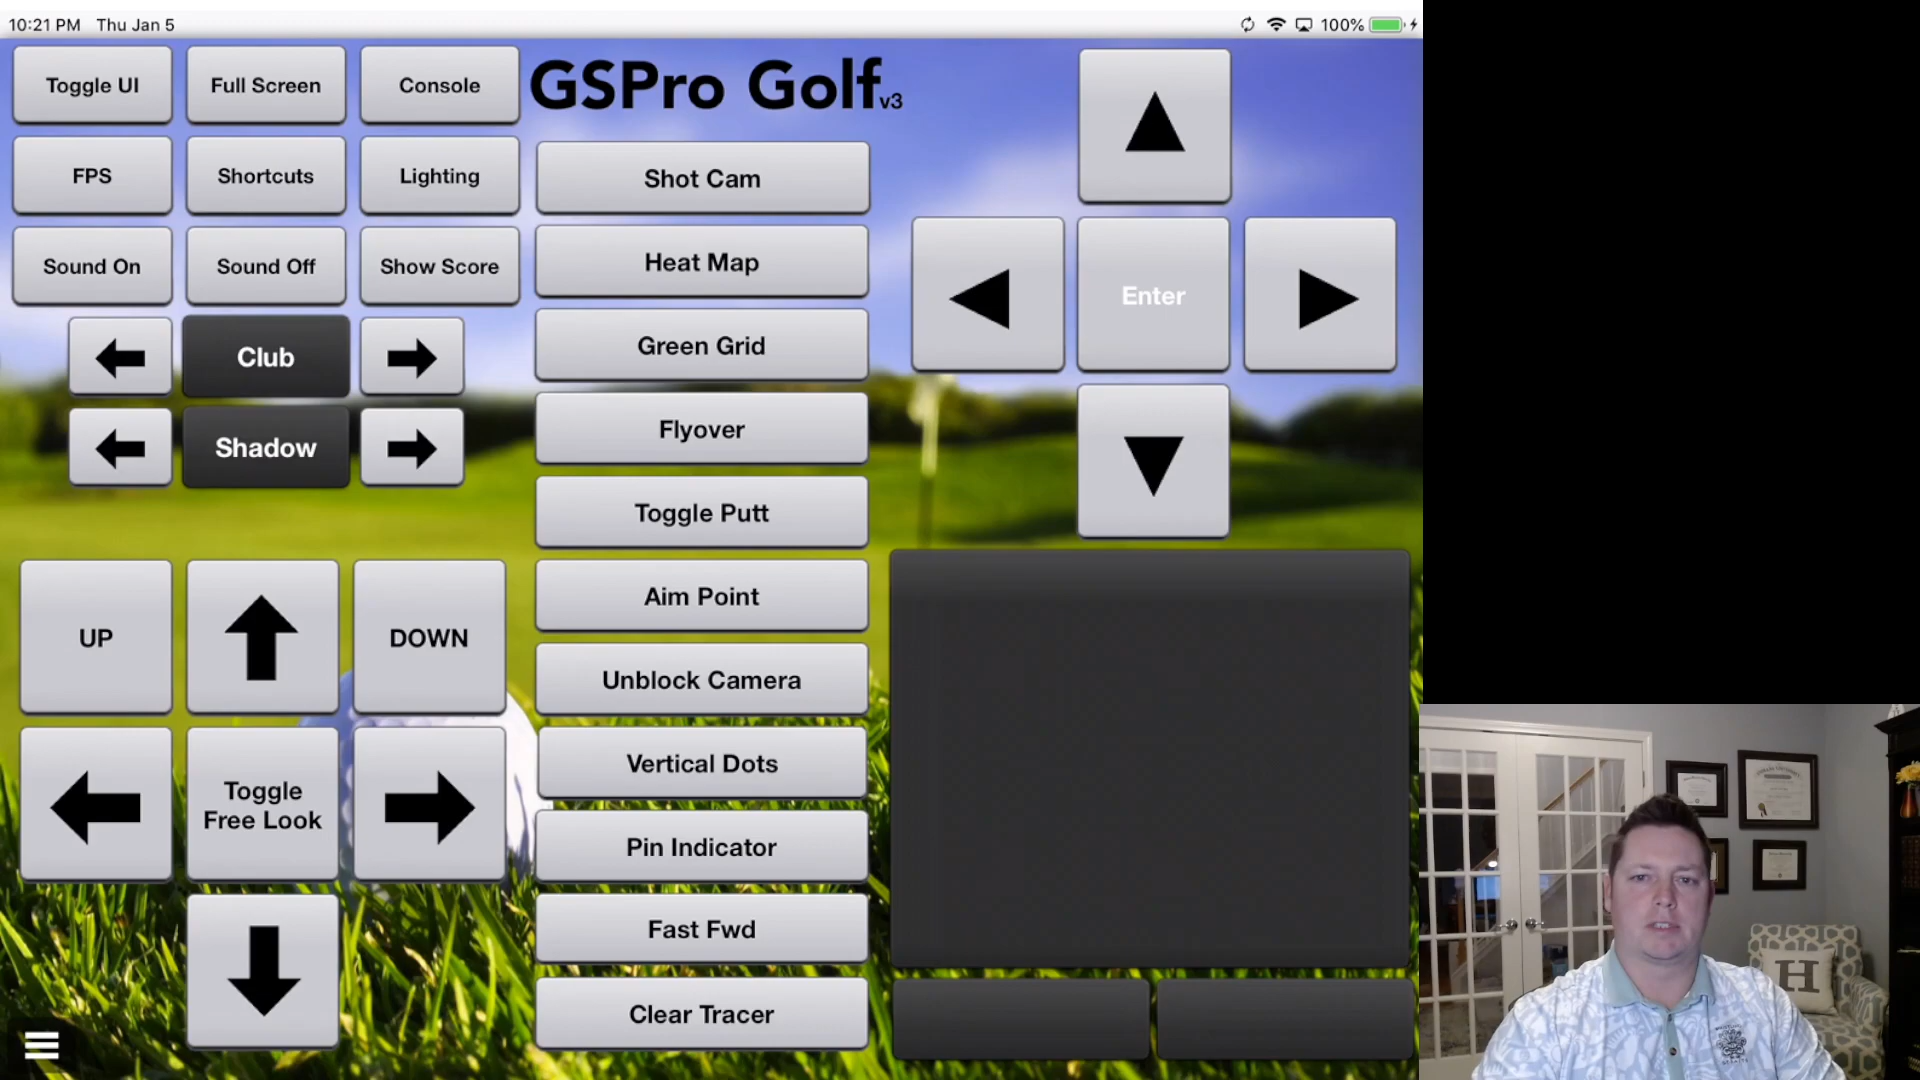 10:21 PM Thu Jan 5
100%
Toggle UI
Full Screen
Console
GSPro Golf v3
FPS
Shortcuts
Lighting
Sound On
Sound Off
Show Score
Club
Shadow
UP
DOWN
Toggle
Free Look
Shot Cam
Heat Map
Green Grid
Flyover
Toggle Putt
Aim Point
Unblock Camera
Vertical Dots
Pin Indicator
Fast Fwd
Clear Tracer
Enter
H